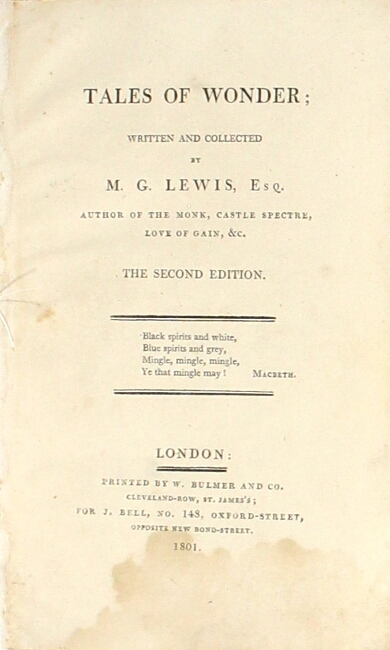 TALES OF WONDER;
WRITTEN AND COLLECTED
BY
M. G. LEWIS, Esq.
AUTHOR OF THE MONK, CASTLE SPECTRE,
LOVE OF GAIN, &c.
THE SECOND EDITION.
Black spirits and white,
Blue spirits and grey,
Mingle, mingle, mingle,
Ye that mingle may! MACBETH.
LONDON:
PRINTED BY W. BULMER AND CO.
CLEVELAND-ROW, ST. JAMES'S;
FOR J. BELL, NO. 148, OXFORD-STREET,
OPPOSITE NEW BOND-STREET.
1801.